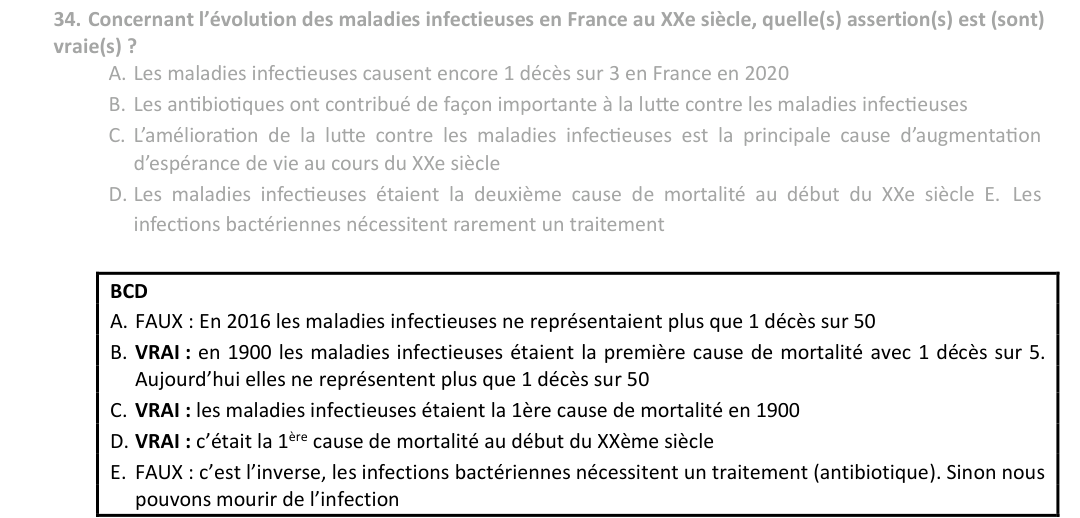 34. Concernant l’évolution des maladies infectieuses en France au XXe siècle, quelle(s) assertion(s) est (sont)
vraie(s) ?
A. Les maladies infectieuses causent encore 1 décès sur 3 en France en 2020
B. Les antibiotiques ont contribué de façon importante à la lutte contre les maladies infectieuses
C. L’amélioration de la lutte contre les maladies infectieuses est la principale cause d’augmentation
d’espérance de vie au cours du XXe siècle
D. Les maladies infectieuses étaient la deuxième cause de mortalité au début du XXe siècle E. Les
infections bactériennes nécessitent rarement un traitement
BCD
A. FAUX : En 2016 les maladies infectieuses ne représentaient plus que 1 décès sur 50
B. VRAI : en 1900 les maladies infectieuses étaient la première cause de mortalité avec 1 décès sur 5.
Aujourd’hui elles ne représentent plus que 1 décès sur 50
C. VRAI : les maladies infectieuses étaient la 1ère cause de mortalité en 1900
D. VRAI : c’était la 1ère cause de mortalité au début du XXème siècle
E. FAUX : c’est l’inverse, les infections bactériennes nécessitent un traitement (antibiotique). Sinon nous
pouvons mourir de l’infection